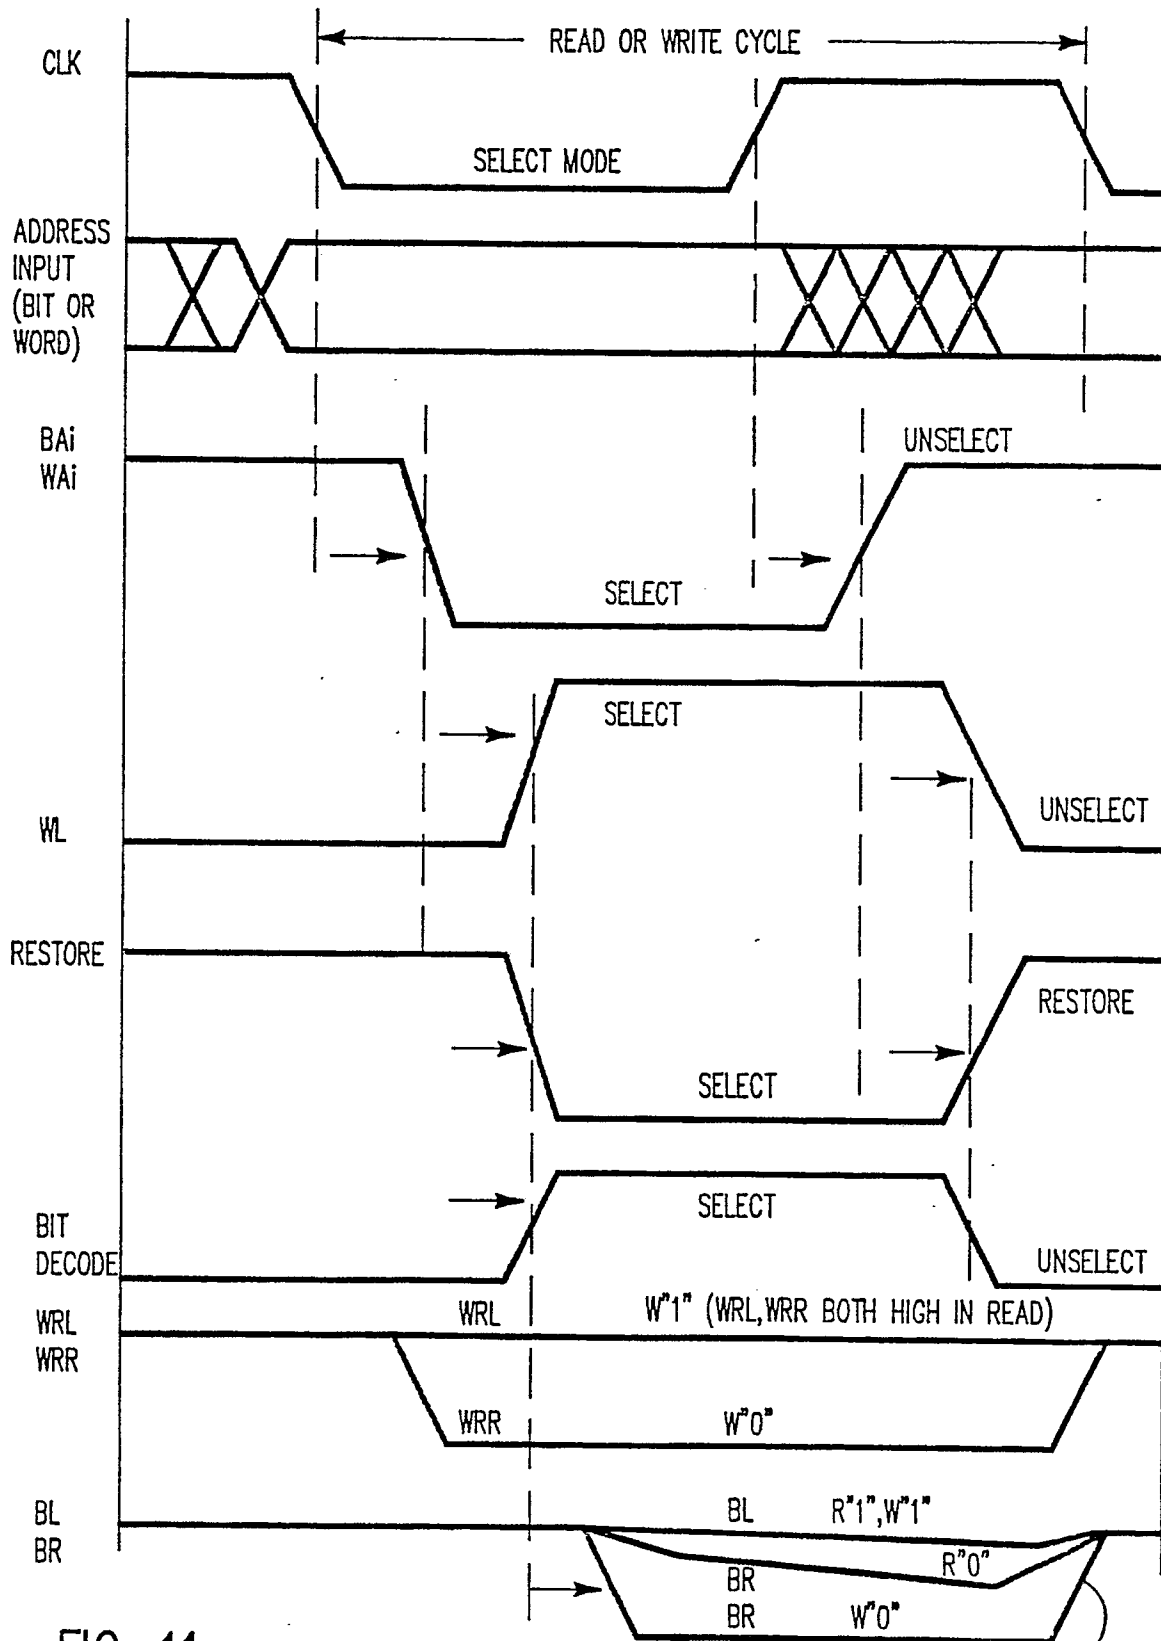 READ OR WRITE CYCLE
CLK
SELECT MODE
ADDRESS
INPUT
(BIT OR
WORD)
BAi
WAi
UNSELECT
SELECT
SELECT
WL
UNSELECT
RESTORE
RESTORE
SELECT
SELECT
BIT
DECODE
UNSELECT
WRL
WRR
WRL
W"1" (WRL,WRR BOTH HIGH IN READ)
WRR
W"0"
BL
BR
BL
R"1",W"1"
R"0"
BR
BR
W"0"